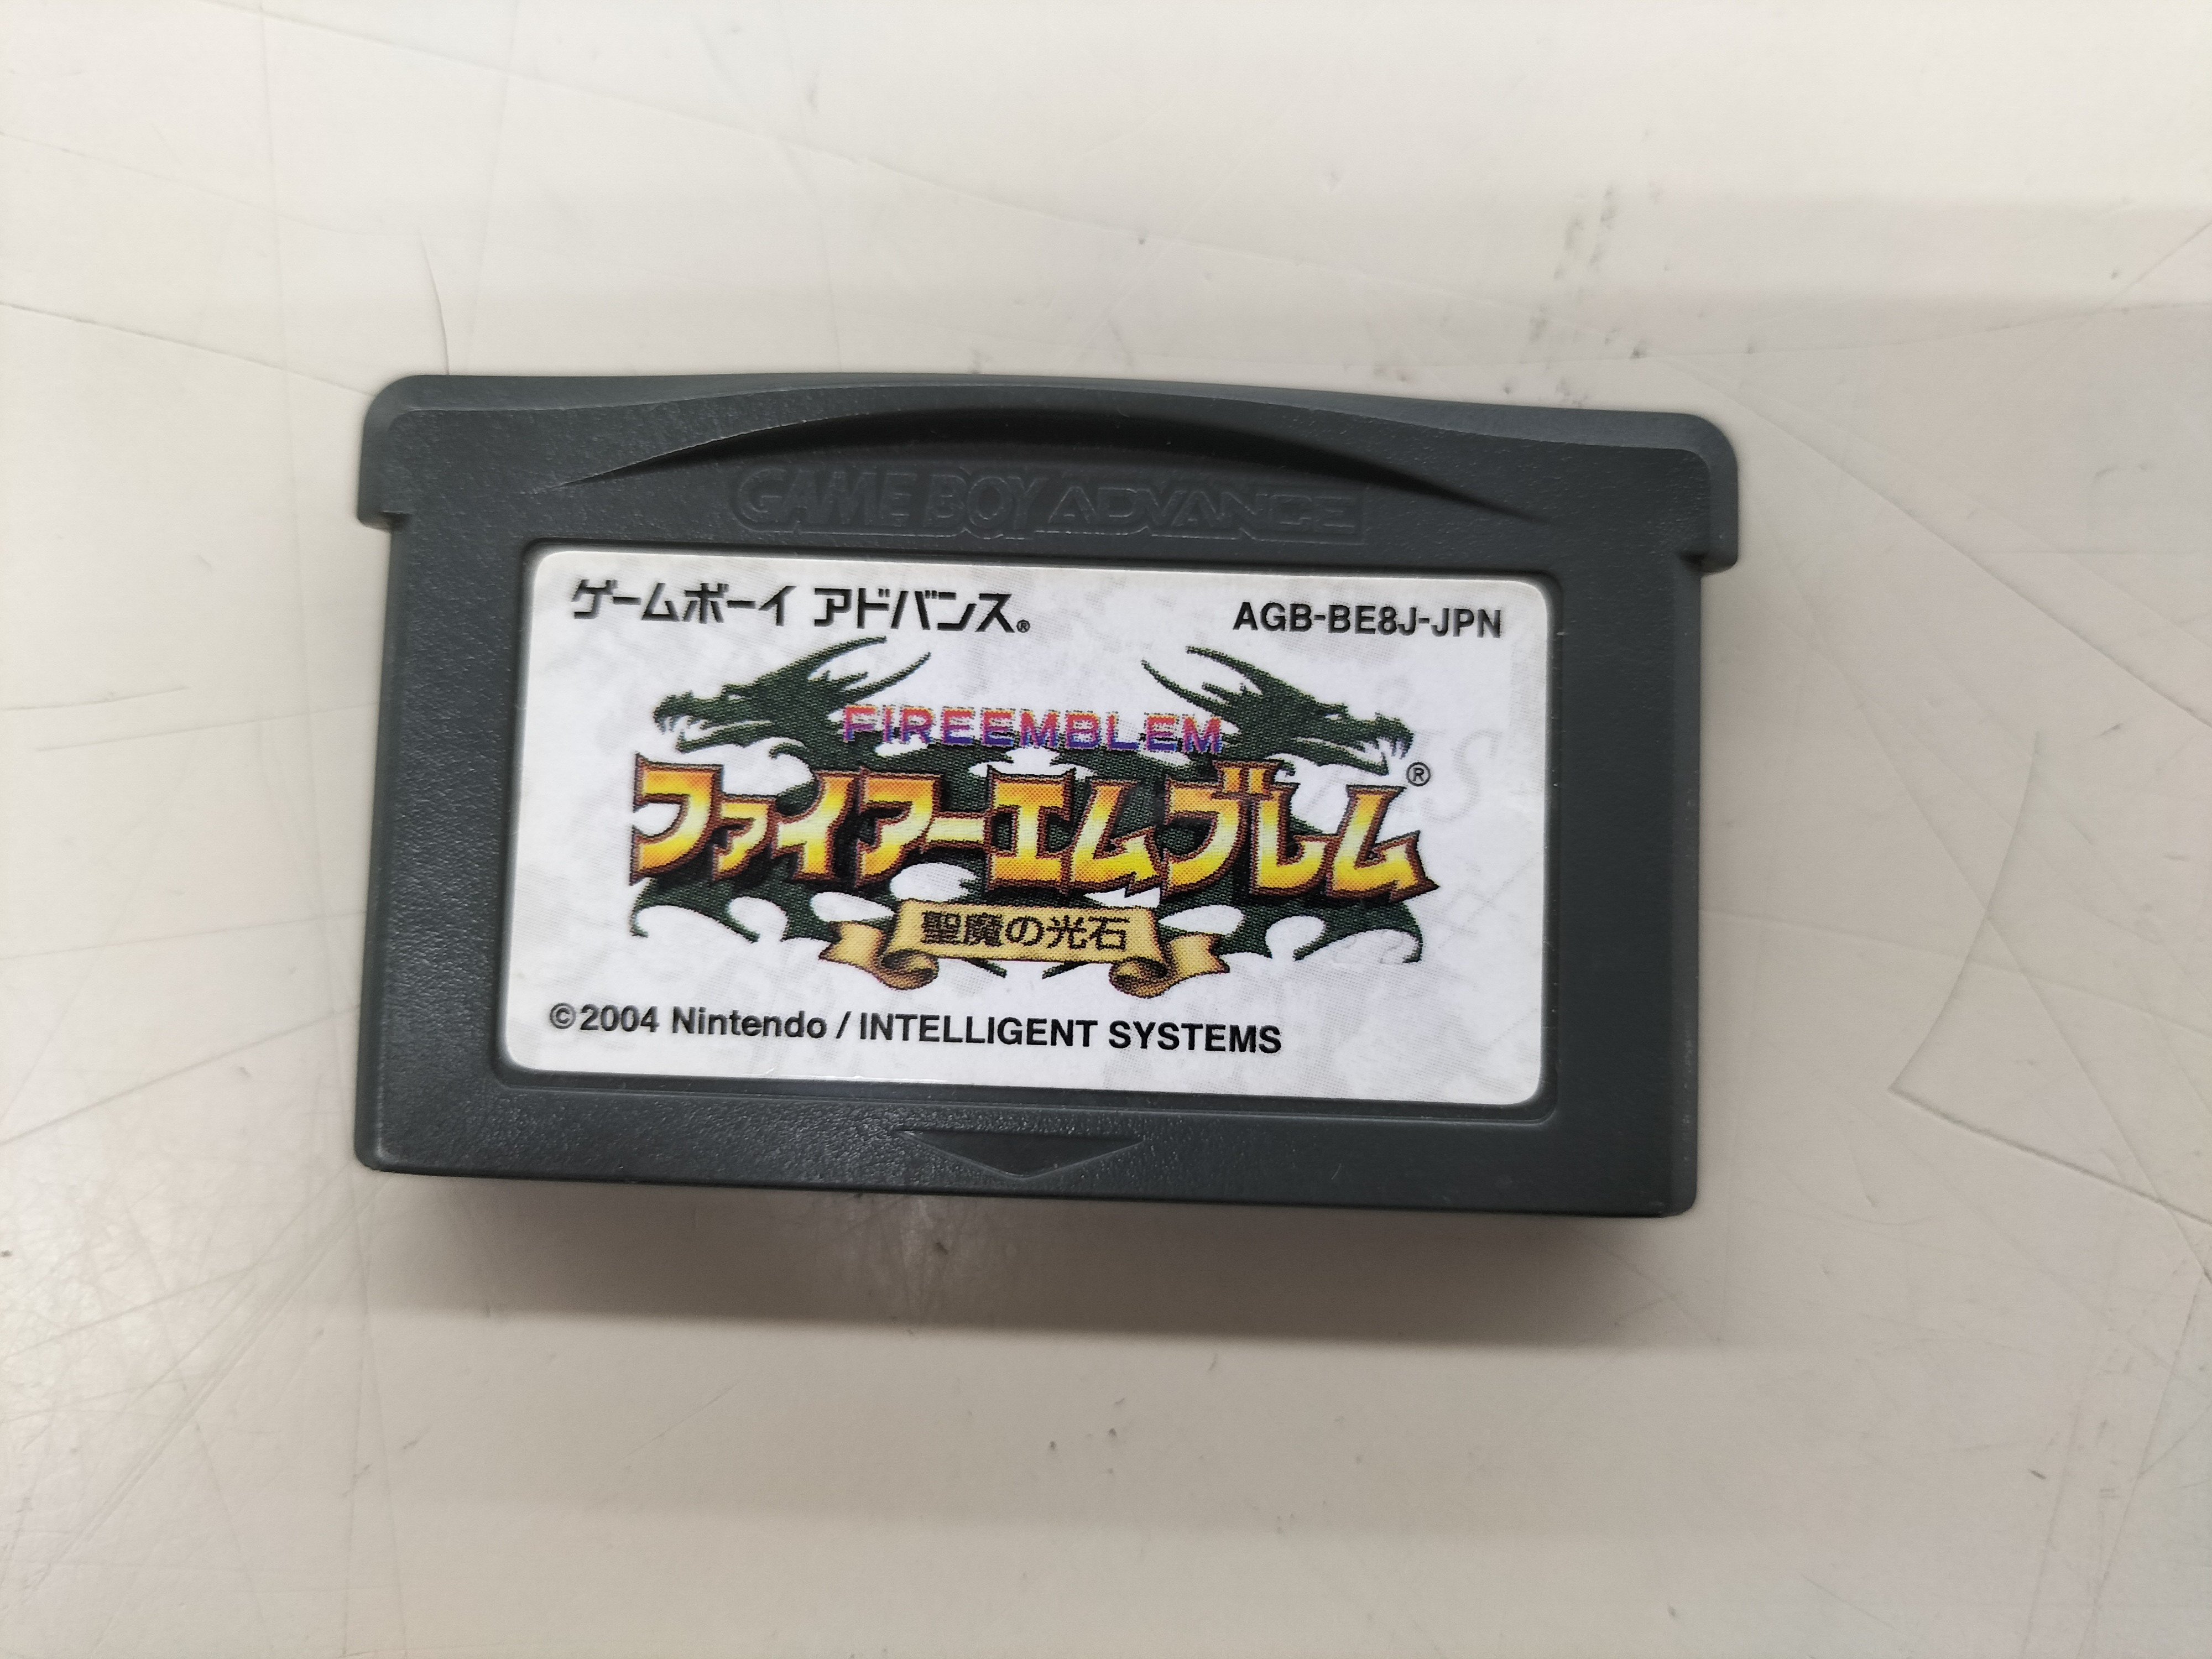 GAME BOY ADVANCE
ゲームボーイ アドバンス®
AGB-BE8J-JPN
FIREEMBLEM
ファイアーエムブレム®
聖魔の光石
©2004 Nintendo / INTELLIGENT SYSTEMS